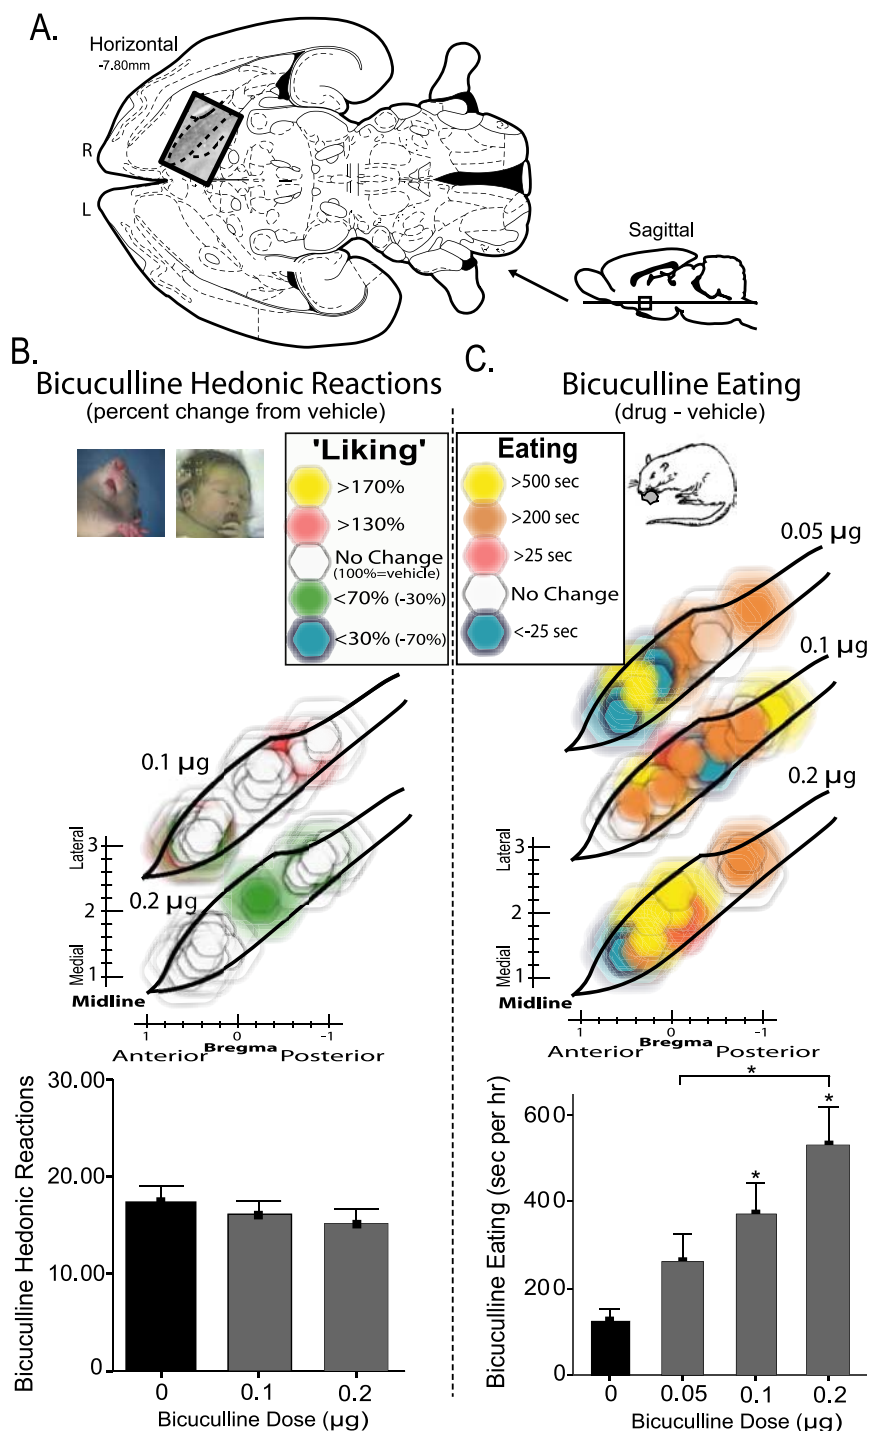 A.
Horizontal
-7.80mm
R
L
Sagittal
B.
Bicuculline Hedonic Reactions
(percent change from vehicle)
'Liking'
>170%
>130%
No Change
(100%=vehicle)
<70% (-30%)
<30% (-70%)
0.1 µg
0.2 µg
Lateral
Medial
3
2
1
Midline
1
0
-1
Bregma
Anterior
Posterior
Bicuculline Hedonic Reactions
30.00
20.00
10.00
0
0
0.1
0.2
Bicuculline Dose (µg)
C.
Bicuculline Eating
(drug - vehicle)
Eating
>500 sec
>200 sec
>25 sec
No Change
<-25 sec
0.05 µg
0.1 µg
0.2 µg
Lateral
Medial
3
2
1
Midline
1
0
-1
Bregma
Anterior
Posterior
Bicuculline Eating (sec per hr)
600
400
200
0
*
*
*
0
0.05
0.1
0.2
Bicuculline Dose (µg)